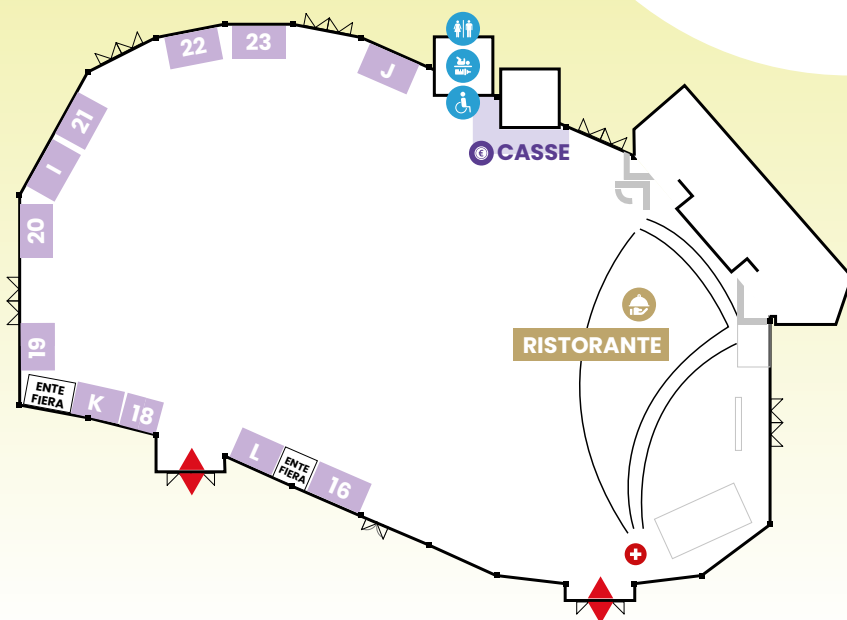 22
23
J
21
I
CASSE
20
RISTORANTE
19
ENTE
FIERA
K
18
L
ENTE
FIERA
16